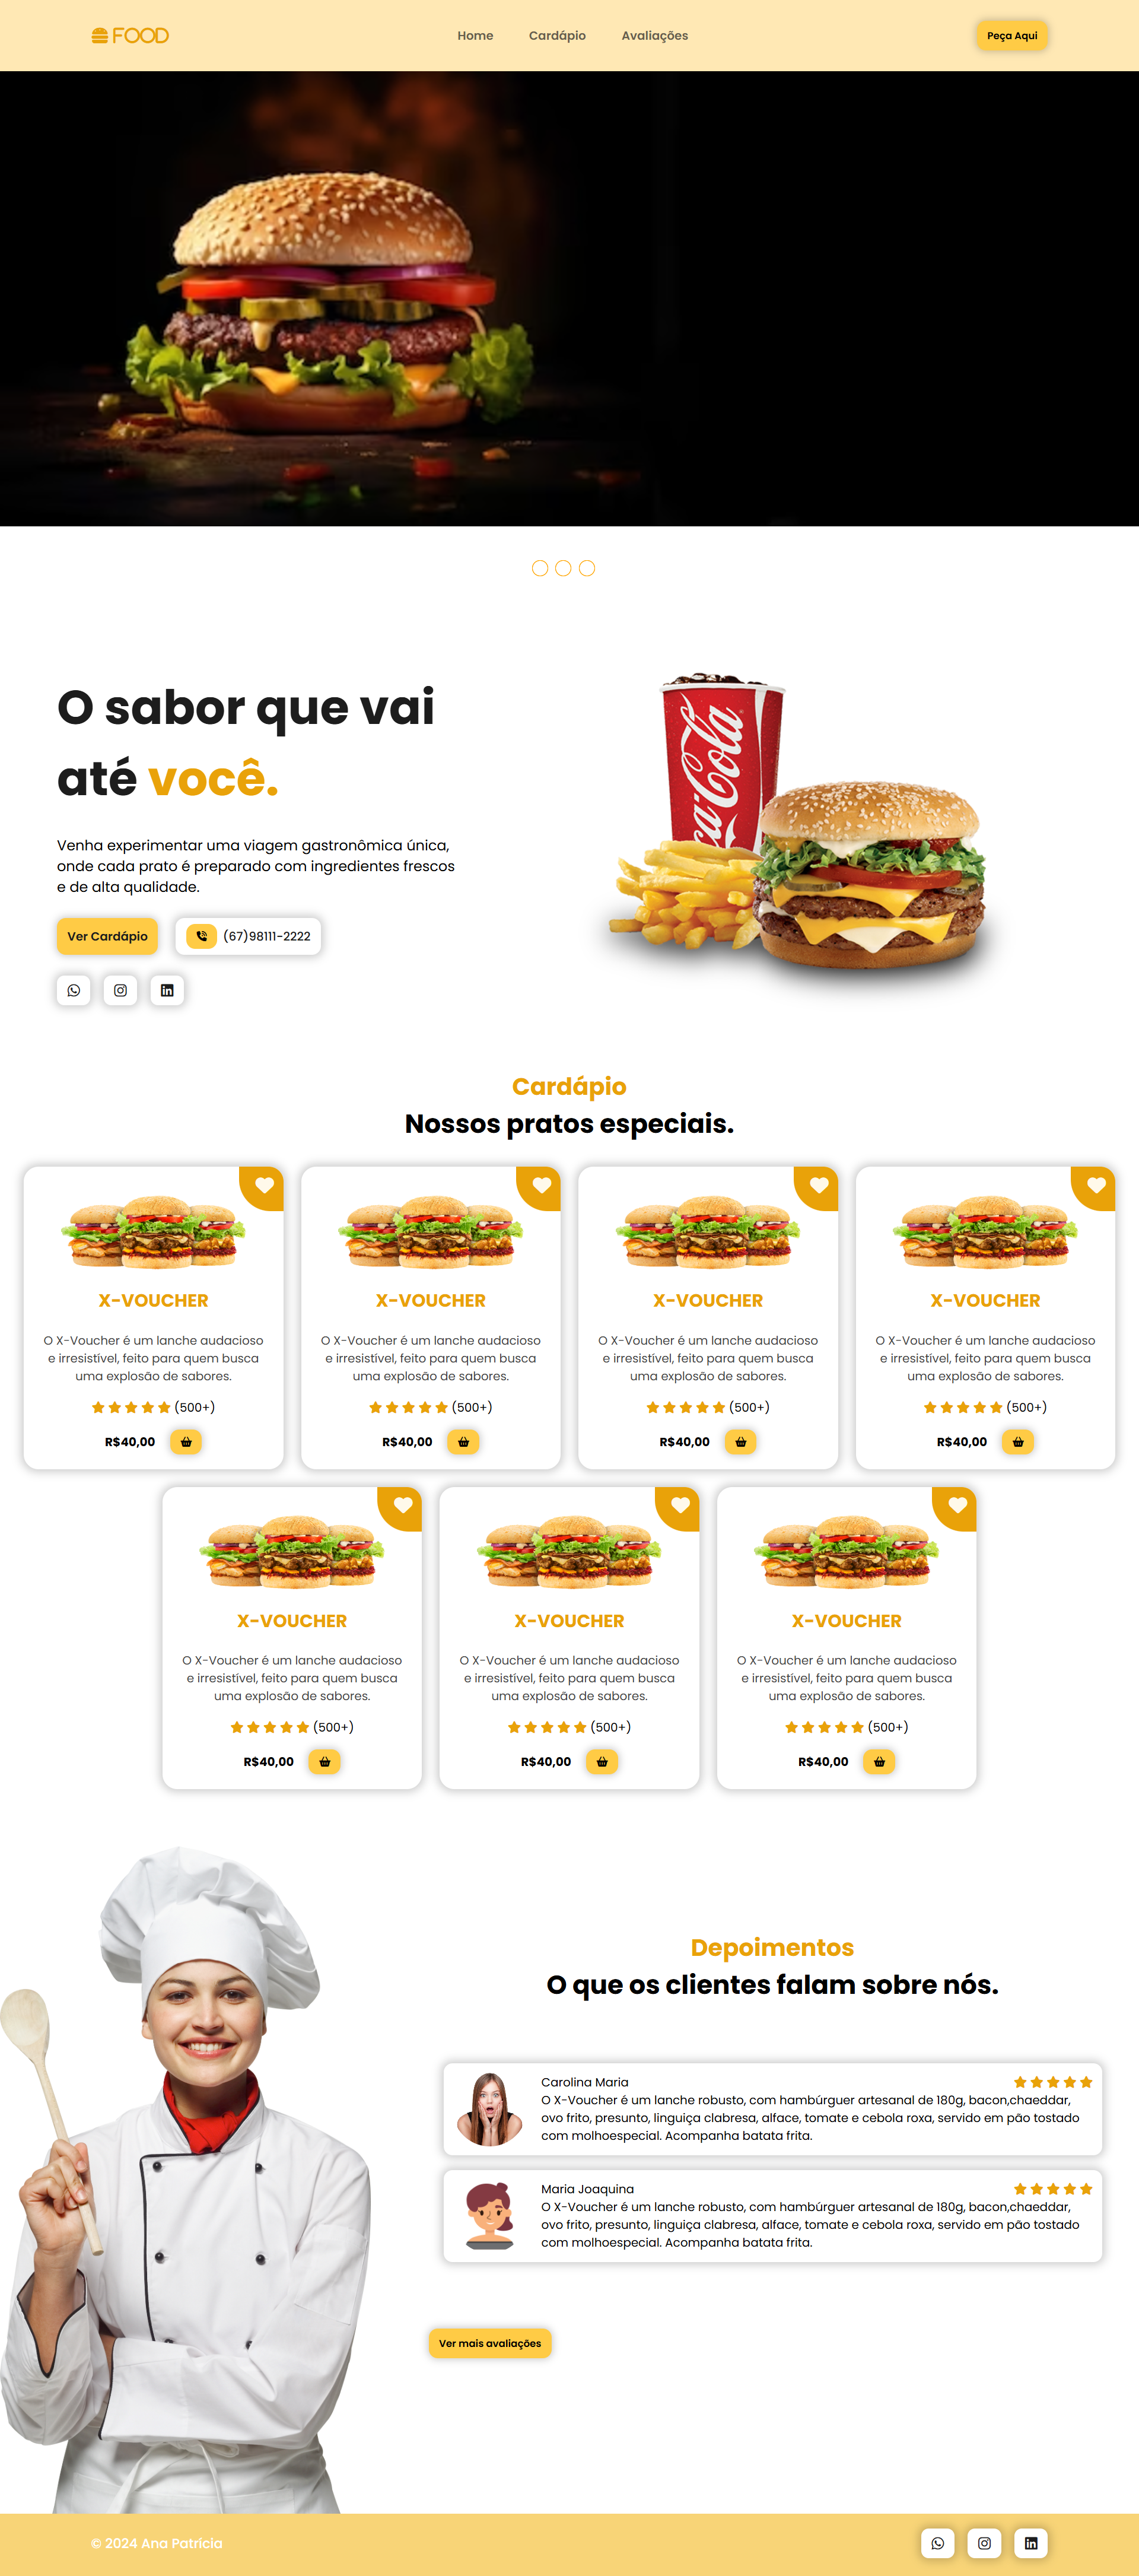 FOOD
Home
Cardápio
Avaliações
Peça Aqui
O sabor que vai
até você.
Venha experimentar uma viagem gastronômica única,
onde cada prato é preparado com ingredientes frescos
e de alta qualidade.
Ver Cardápio
(67)98111-2222
ca-Cola
Cardápio
Nossos pratos especiais.
X-VOUCHER
O X-Voucher é um lanche audacioso
e irresistível, feito para quem busca
uma explosão de sabores.
(500+)
R$40,00
X-VOUCHER
O X-Voucher é um lanche audacioso
e irresistível, feito para quem busca
uma explosão de sabores.
(500+)
R$40,00
X-VOUCHER
O X-Voucher é um lanche audacioso
e irresistível, feito para quem busca
uma explosão de sabores.
(500+)
R$40,00
X-VOUCHER
O X-Voucher é um lanche audacioso
e irresistível, feito para quem busca
uma explosão de sabores.
(500+)
R$40,00
X-VOUCHER
O X-Voucher é um lanche audacioso
e irresistível, feito para quem busca
uma explosão de sabores.
(500+)
R$40,00
X-VOUCHER
O X-Voucher é um lanche audacioso
e irresistível, feito para quem busca
uma explosão de sabores.
(500+)
R$40,00
X-VOUCHER
O X-Voucher é um lanche audacioso
e irresistível, feito para quem busca
uma explosão de sabores.
(500+)
R$40,00
Depoimentos
O que os clientes falam sobre nós.
Carolina Maria
O X-Voucher é um lanche robusto, com hambúrguer artesanal de 180g, bacon,chaeddar,
ovo frito, presunto, linguiça clabresa, alface, tomate e cebola roxa, servido em pão tostado
com molhoespecial. Acompanha batata frita.
Maria Joaquina
O X-Voucher é um lanche robusto, com hambúrguer artesanal de 180g, bacon,chaeddar,
ovo frito, presunto, linguiça clabresa, alface, tomate e cebola roxa, servido em pão tostado
com molhoespecial. Acompanha batata frita.
Ver mais avaliações
© 2024 Ana Patrícia